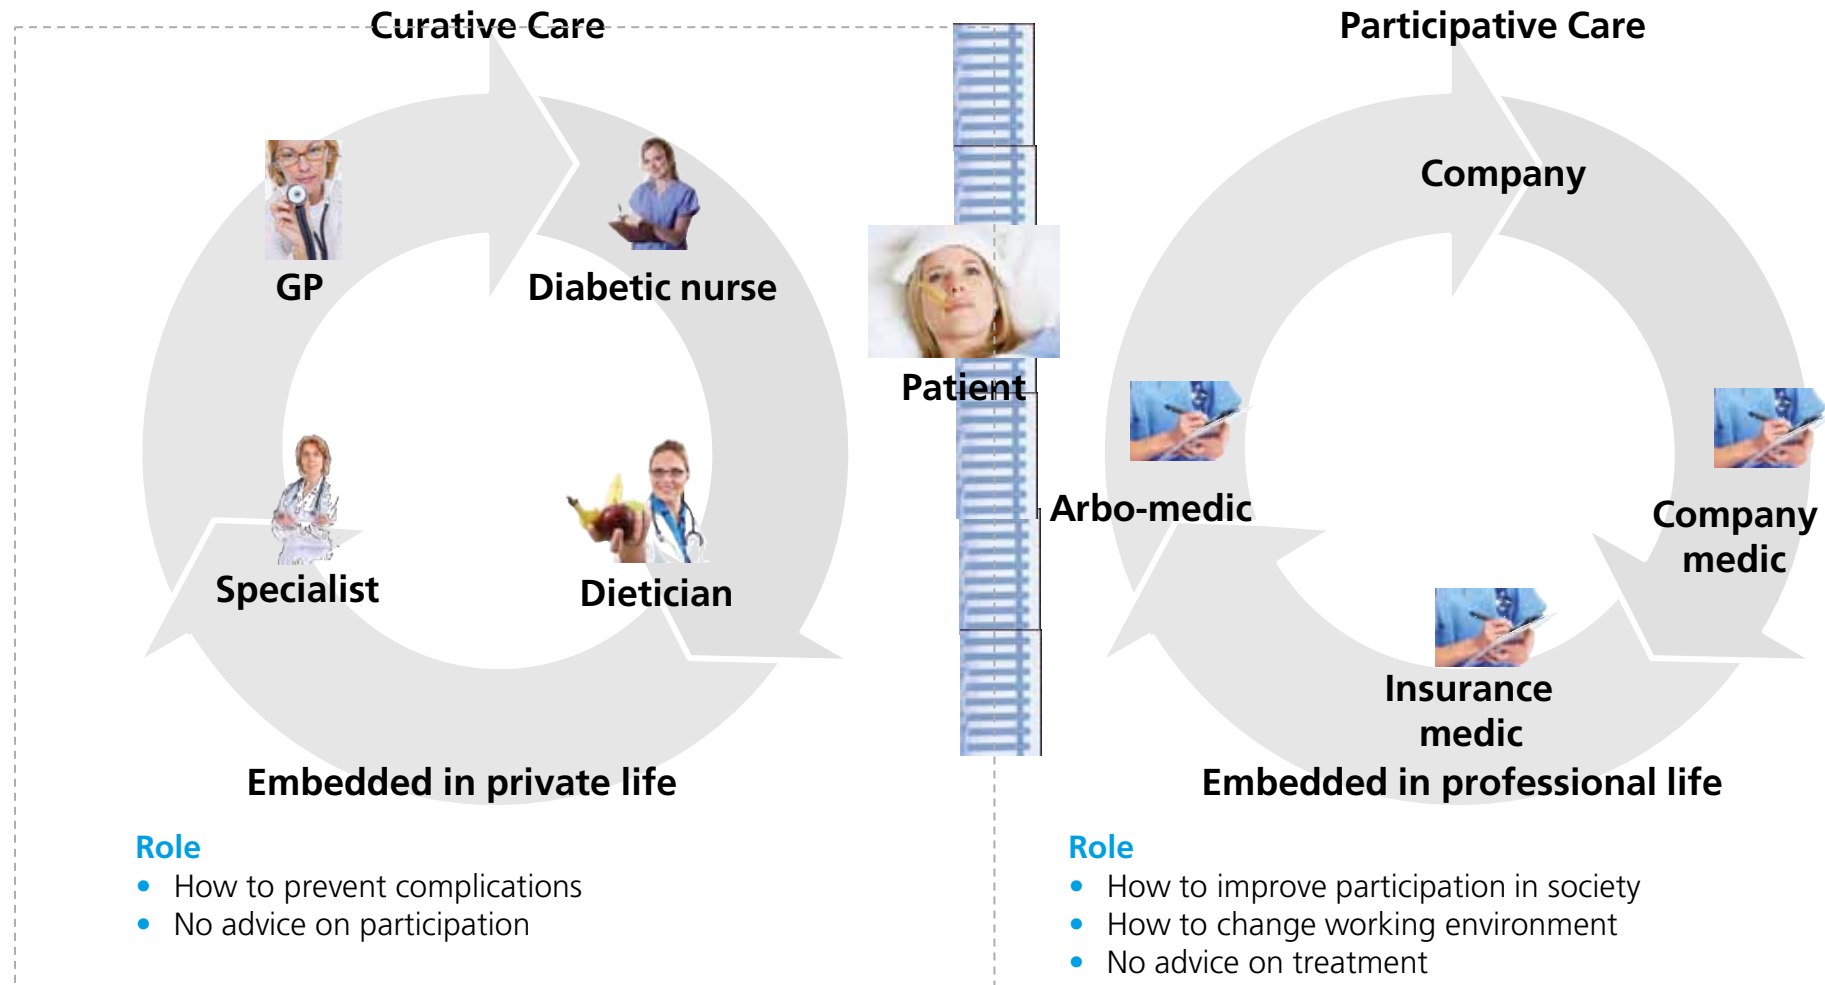 Curative Care
Participative Care
Company
GP
Diabetic nurse
Patient
Arbo-medic
Company
medic
Specialist
Dietician
Insurance
medic
Embedded in private life
Embedded in professional life
Role
• How to prevent complications
• No advice on participation
Role
• How to improve participation in society
• How to change working environment
• No advice on treatment